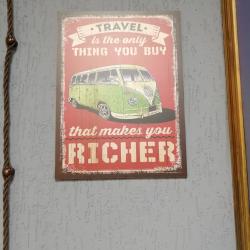 TRAVEL
is the only
THING YOU BUY
that makes you
RICHER